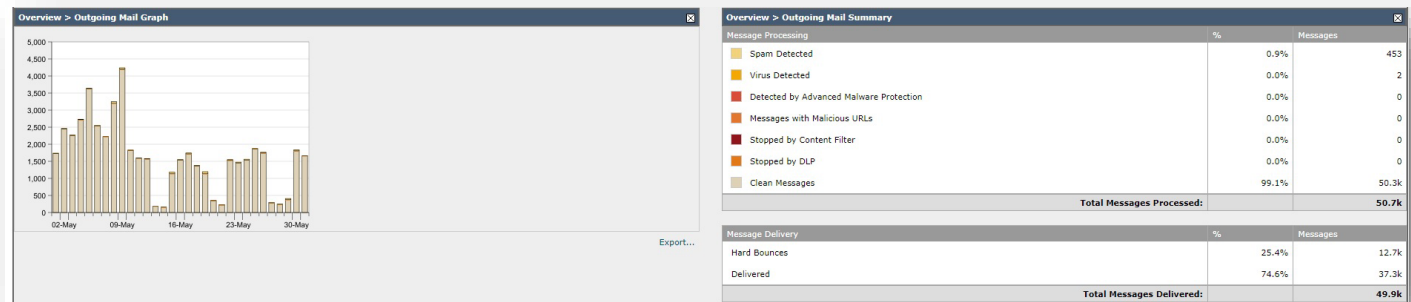 Overview > Outgoing Mail Graph
5,000
4,500
4,000
3,500
3,000
2,500
2,000
1,500
1,000
500
0
02-May 09-May 16-May 23-May 30-May
Export...
Overview > Outgoing Mail Summary
Message Processing % Messages
Spam Detected 0.9% 453
Virus Detected 0.0% 2
Detected by Advanced Malware Protection 0.0% 0
Messages with Malicious URLs 0.0% 0
Stopped by Content Filter 0.0% 0
Stopped by DLP 0.0% 0
Clean Messages 99.1% 50.3k
Total Messages Processed: 50.7k
Message Delivery % Messages
Hard Bounces 25.4% 12.7k
Delivered 74.6% 37.3k
Total Messages Delivered: 49.9k